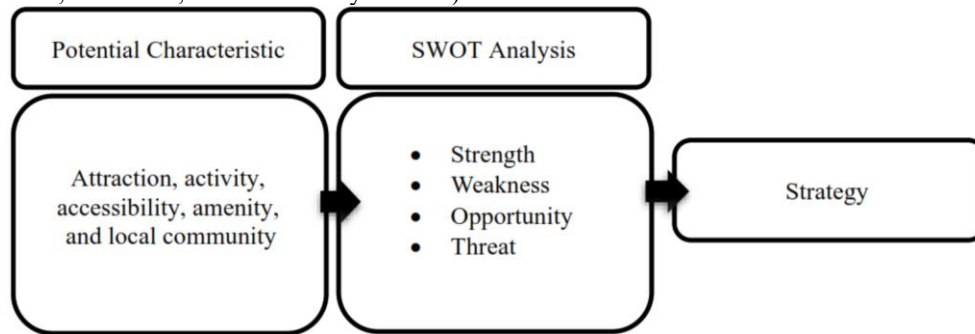 Potential Characteristic
SWOT Analysis
Attraction, activity,
accessibility, amenity,
and local community
• Strength
• Weakness
• Opportunity
• Threat
Strategy